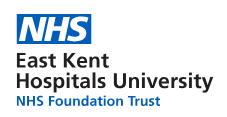 NHS
East Kent
Hospitals University
NHS Foundation Trust